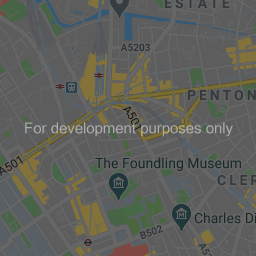 ESTATE
A5203
PENTON
For development purposes only
A501
A501
The Foundling Museum
CLER
Charles Di
B502